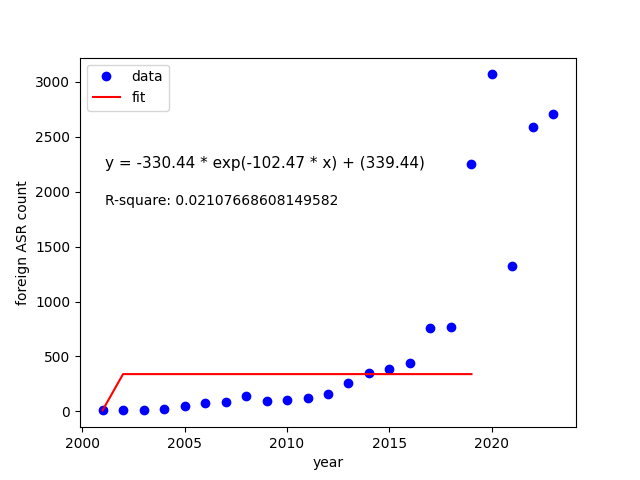 data
fit
y = -330.44 * exp(-102.47 * x) + (339.44)
R-square: 0.02107668608149582
foreign ASR count
3000
2500
2000
1500
1000
500
0
2000
2005
2010
2015
2020
year